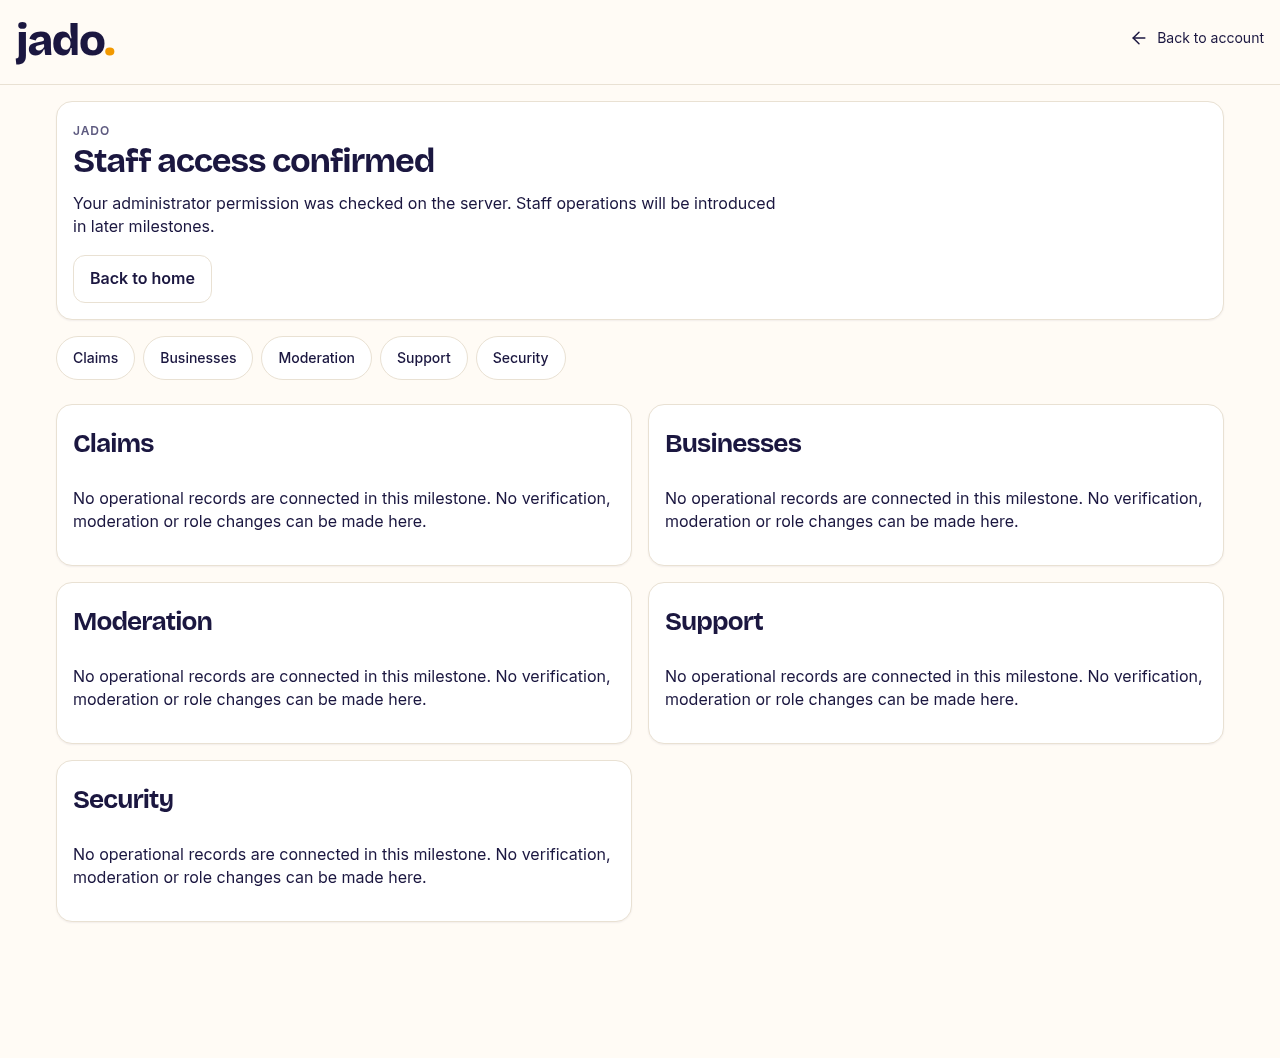 jado.
Back to account
JADO
Staff access confirmed
Your administrator permission was checked on the server. Staff operations will be introduced
in later milestones.
Back to home
Claims
Businesses
Moderation
Support
Security
Claims
No operational records are connected in this milestone. No verification,
moderation or role changes can be made here.
Businesses
No operational records are connected in this milestone. No verification,
moderation or role changes can be made here.
Moderation
No operational records are connected in this milestone. No verification,
moderation or role changes can be made here.
Support
No operational records are connected in this milestone. No verification,
moderation or role changes can be made here.
Security
No operational records are connected in this milestone. No verification,
moderation or role changes can be made here.